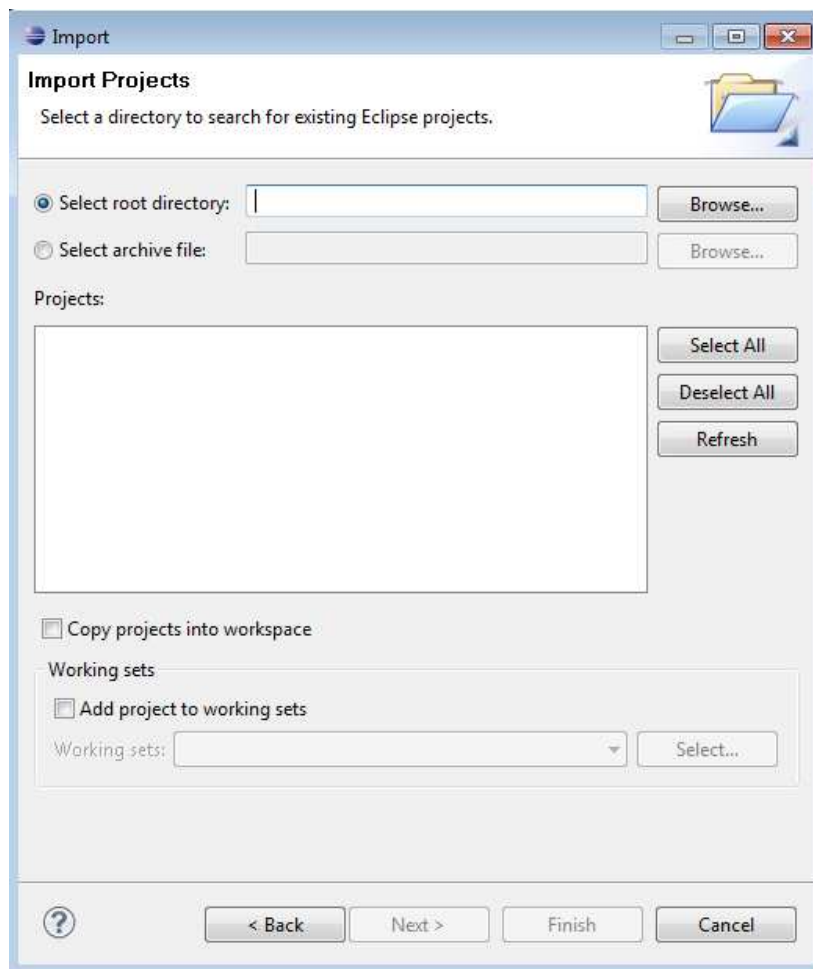 Import
Import Projects
Select a directory to search for existing Eclipse projects.
Select root directory:
Browse...
Select archive file:
Browse...
Projects:
Select All
Deselect All
Refresh
Copy projects into workspace
Working sets
Add project to working sets
Working sets:
Select...
?
< Back
Next >
Finish
Cancel